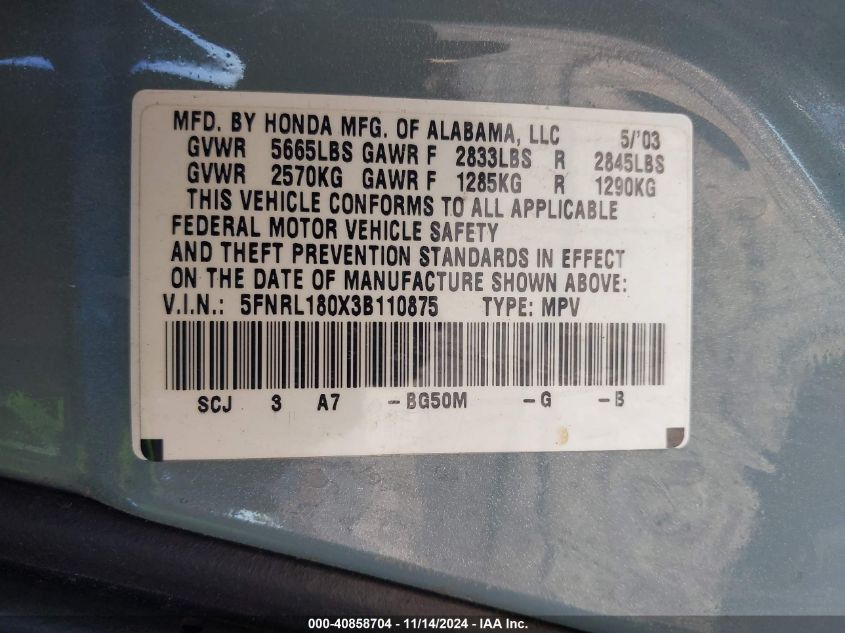 MFD. BY HONDA MFG. OF ALABAMA, LLC 5/'03
GVWR 5665LBS GAWR F 2833LBS R 2845LBS
GVWR 2570KG GAWR F 1285KG R 1290KG
THIS VEHICLE CONFORMS TO ALL APPLICABLE
FEDERAL MOTOR VEHICLE SAFETY
AND THEFT PREVENTION STANDARDS IN EFFECT
ON THE DATE OF MANUFACTURE SHOWN ABOVE:
V.I.N.: 5FNRL180X3B110875 TYPE: MPV
SCJ 3 A7 -BG50M -G -B
000-40858704 - 11/14/2024 - IAA Inc.